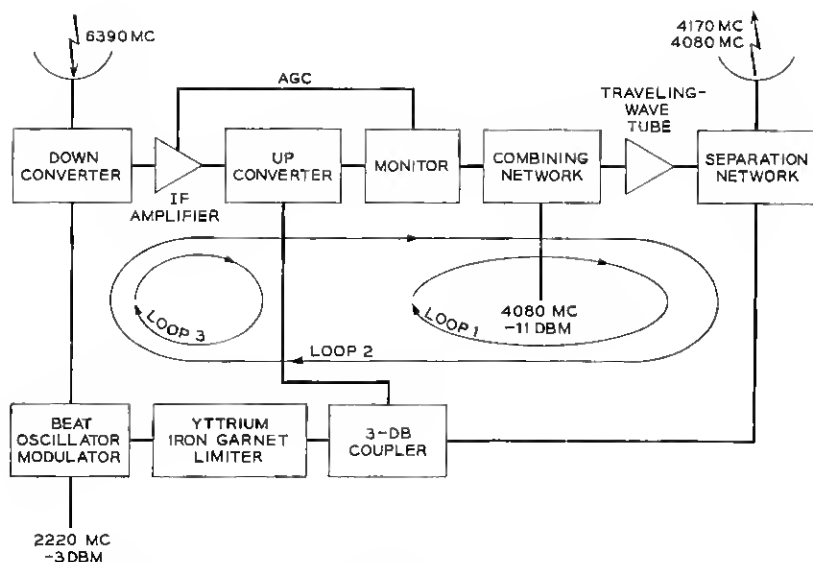 6390 MC
4170 MC
4080 MC
AGC
TRAVELING-
WAVE
TUBE
DOWN
CONVERTER
IF
AMPLIFIER
UP
CONVERTER
MONITOR
COMBINING
NETWORK
SEPARATION
NETWORK
LOOP 3
LOOP 2
LOOP 1
4080 MC
-11 DBM
BEAT
OSCILLATOR
MODULATOR
YTTRIUM
IRON GARNET
LIMITER
3-DB
COUPLER
2220 MC
-3 DBM